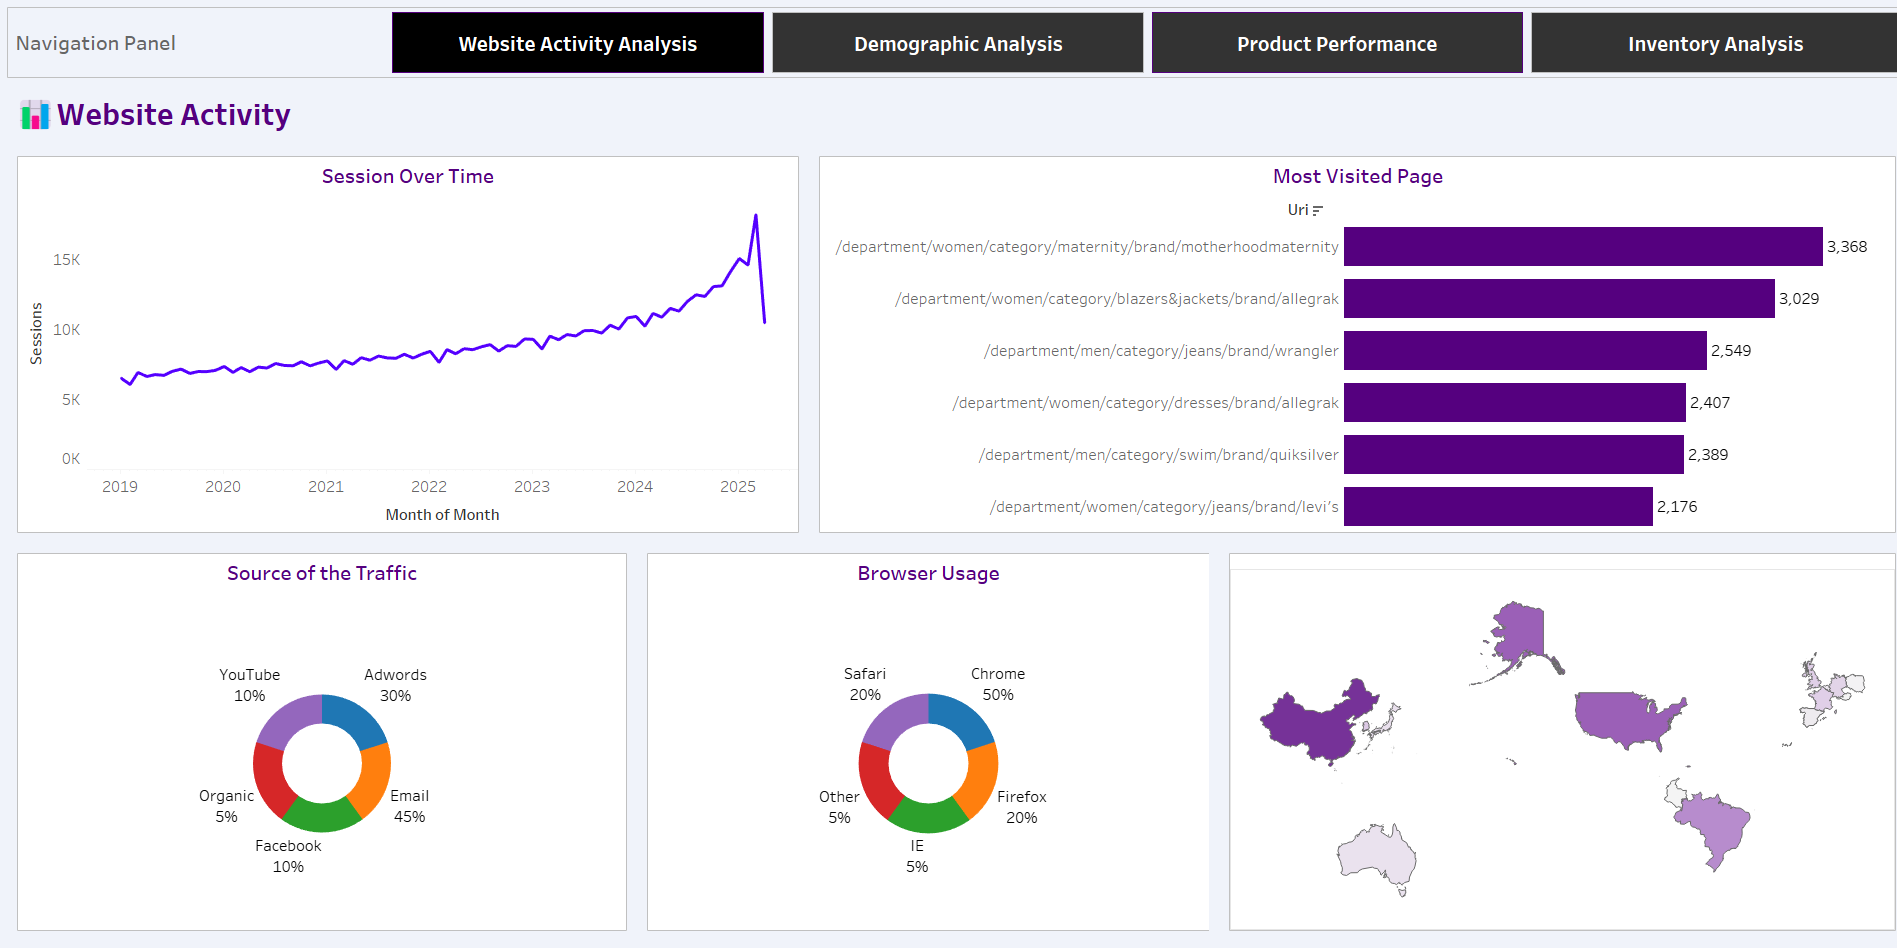 Navigation Panel
Website Activity Analysis
Demographic Analysis
Product Performance
Inventory Analysis
Website Activity
Session Over Time
Sessions
15K
10K
5K
0K
2019
2020
2021
2022
2023
2024
2025
Month of Month
Most Visited Page
Uri
/department/women/category/maternity/brand/motherhoodmaternity
3,368
/department/women/category/blazers&jackets/brand/allegrak
3,029
/department/men/category/jeans/brand/wrangler
2,549
/department/women/category/dresses/brand/allegrak
2,407
/department/men/category/swim/brand/quiksilver
2,389
/department/women/category/jeans/brand/levi's
2,176
Source of the Traffic
YouTube
10%
Adwords
30%
Organic
5%
Email
45%
Facebook
10%
Browser Usage
Safari
20%
Chrome
50%
Other
5%
Firefox
20%
IE
5%